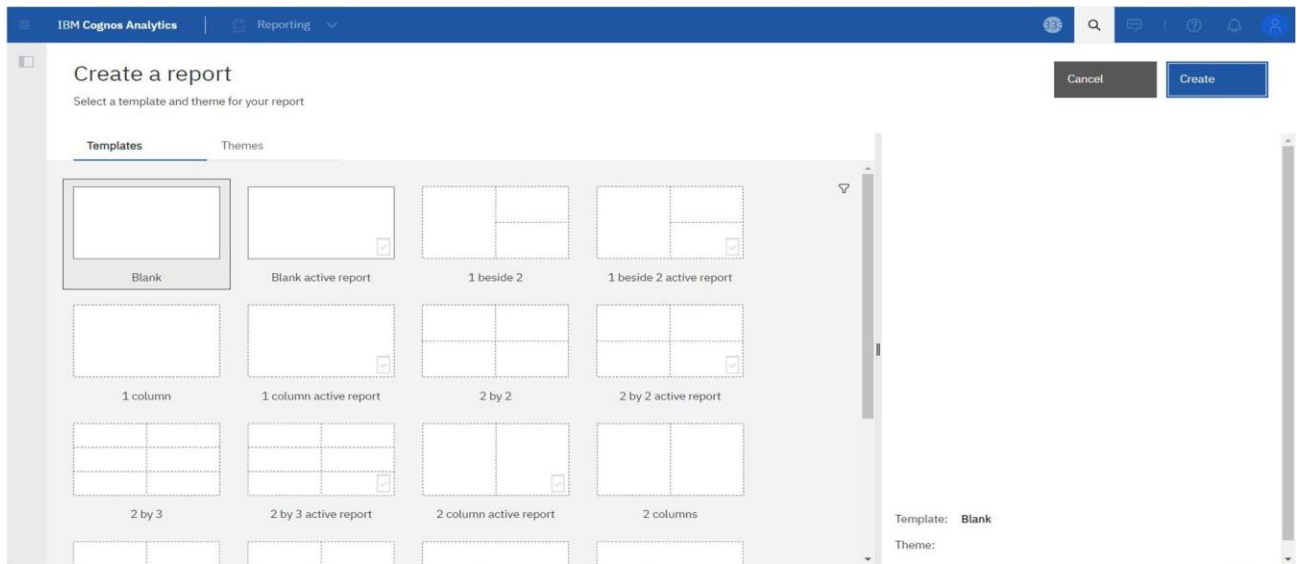 IBM Cognos Analytics
Reporting
Create a report
Select a template and theme for your report
Cancel
Create
Templates
Themes
Blank
Blank active report
1 beside 2
1 beside 2 active report
1 column
1 column active report
2 by 2
2 by 2 active report
2 by 3
2 by 3 active report
2 column active report
2 columns
Template: Blank
Theme: